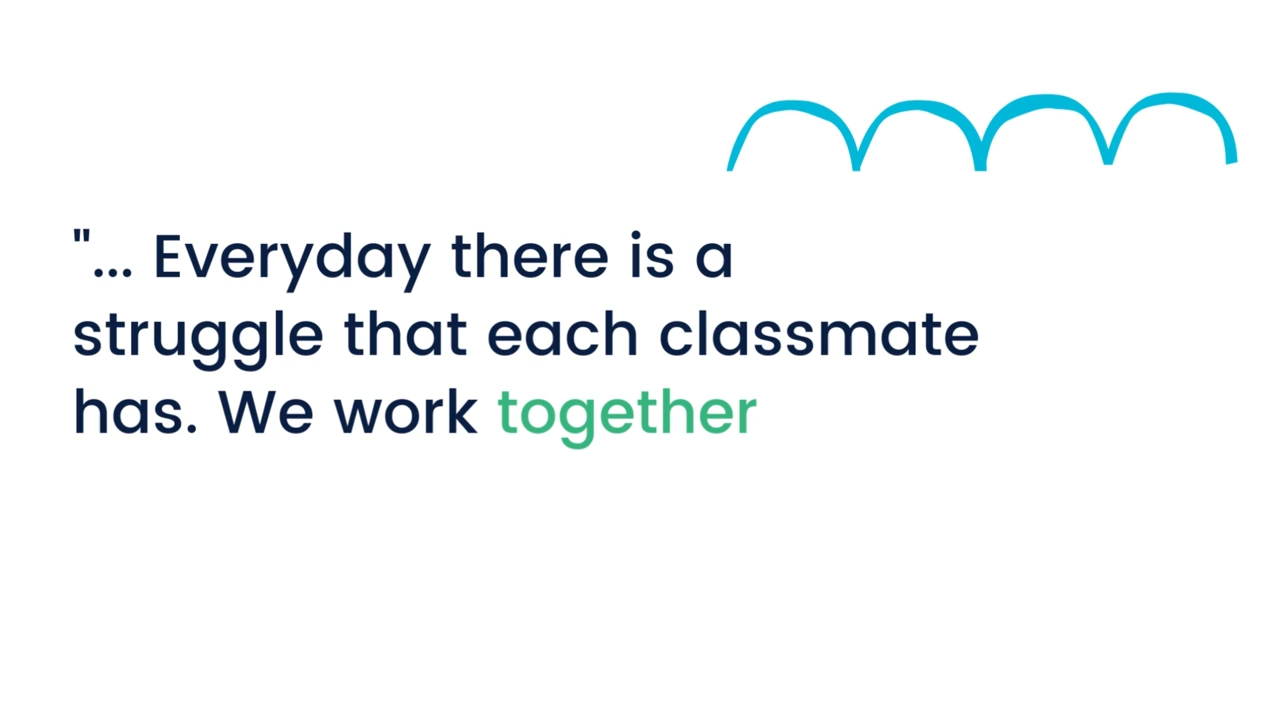 "... Everyday there is a
struggle that each classmate
has. We work together